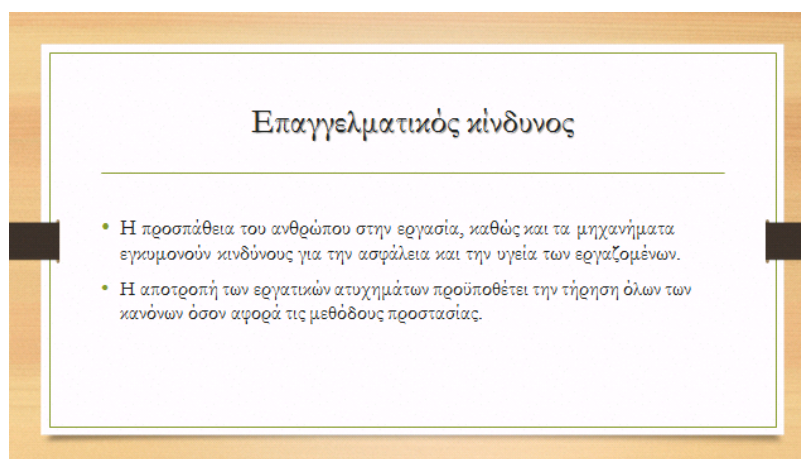 Επαγγελματικός κίνδυνος
• Η προσπάθεια του ανθρώπου στην εργασία, καθώς και τα μηχανήματα
εγκυμονούν κινδύνους για την ασφάλεια και την υγεία των εργαζομένων.
• Η αποτροπή των εργατικών ατυχημάτων προϋποθέτει την τήρηση όλων των
κανόνων όσον αφορά τις μεθόδους προστασίας.